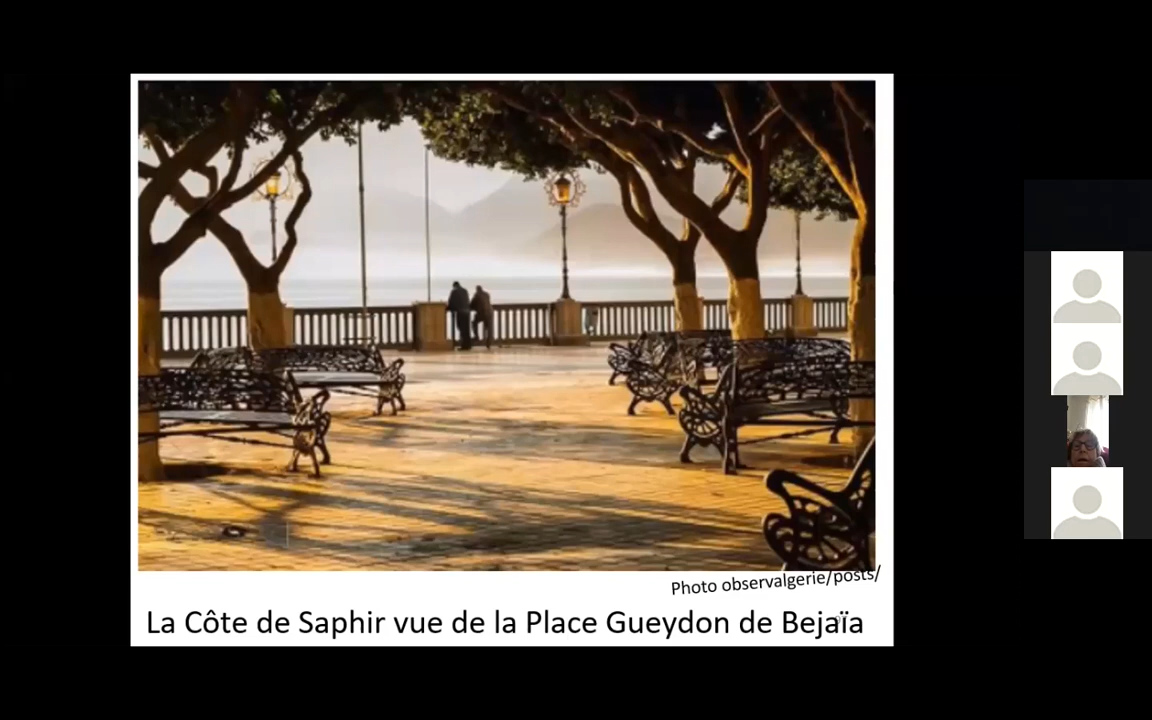 Photo observalgerie/posts/
La Côte de Saphir vue de la Place Gueydon de Bejaïa